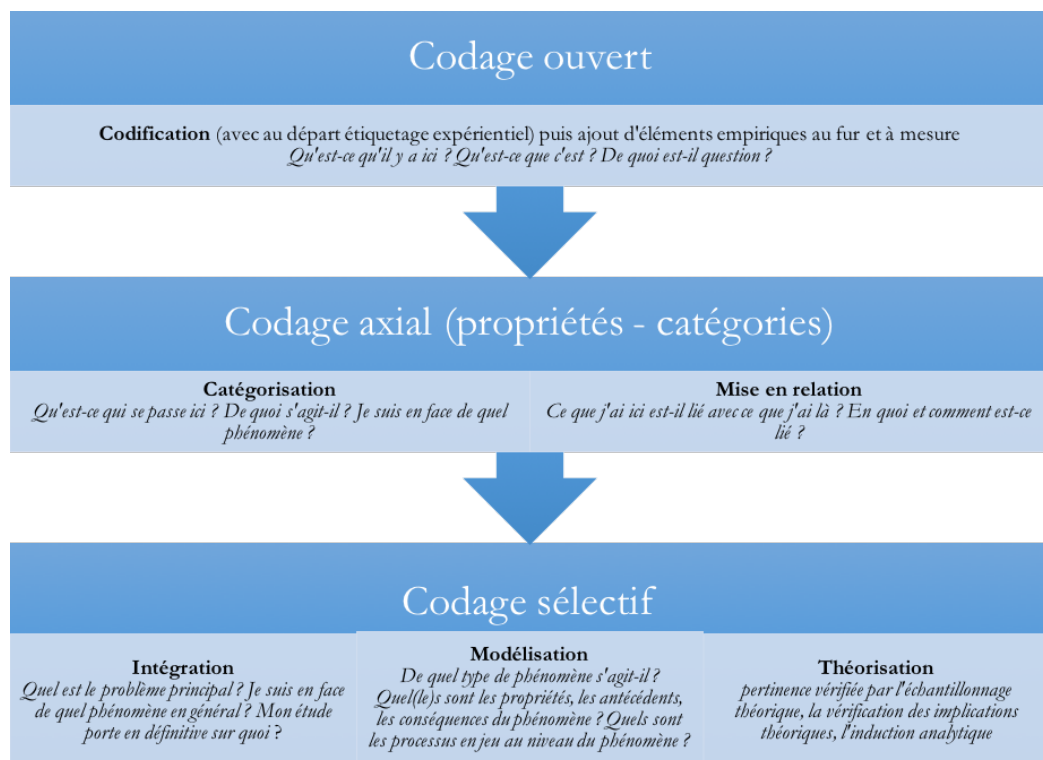 Codage ouvert
Codification (avec au départ étiquetage expérientiel) puis ajout d'éléments empiriques au fur et à mesure
Qu'est-ce qu'il y a ici ? Qu'est-ce que c'est ? De quoi est-il question ?
Codage axial (propriétés - catégories)
Catégorisation
Qu'est-ce qui se passe ici ? De quoi s'agit-il ? Je suis en face de quel
phénomène ?
Mise en relation
Ce que j'ai ici est-il lié avec ce que j'ai là ? En quoi et comment est-ce
lié ?
Codage sélectif
Intégration
Quel est le problème principal ? Je suis en face
de quel phénomène en général ? Mon étude
porte en définitive sur quoi ?
Modélisation
De quel type de phénomène s'agit-il ?
Quel(le)s sont les propriétés, les antécédents,
les conséquences du phénomène ? Quels sont
les processus en jeu au niveau du phénomène ?
Théorisation
pertinence vérifiée par l'échantillonnage
théorique, la vérification des implications
théoriques, l'induction analytique